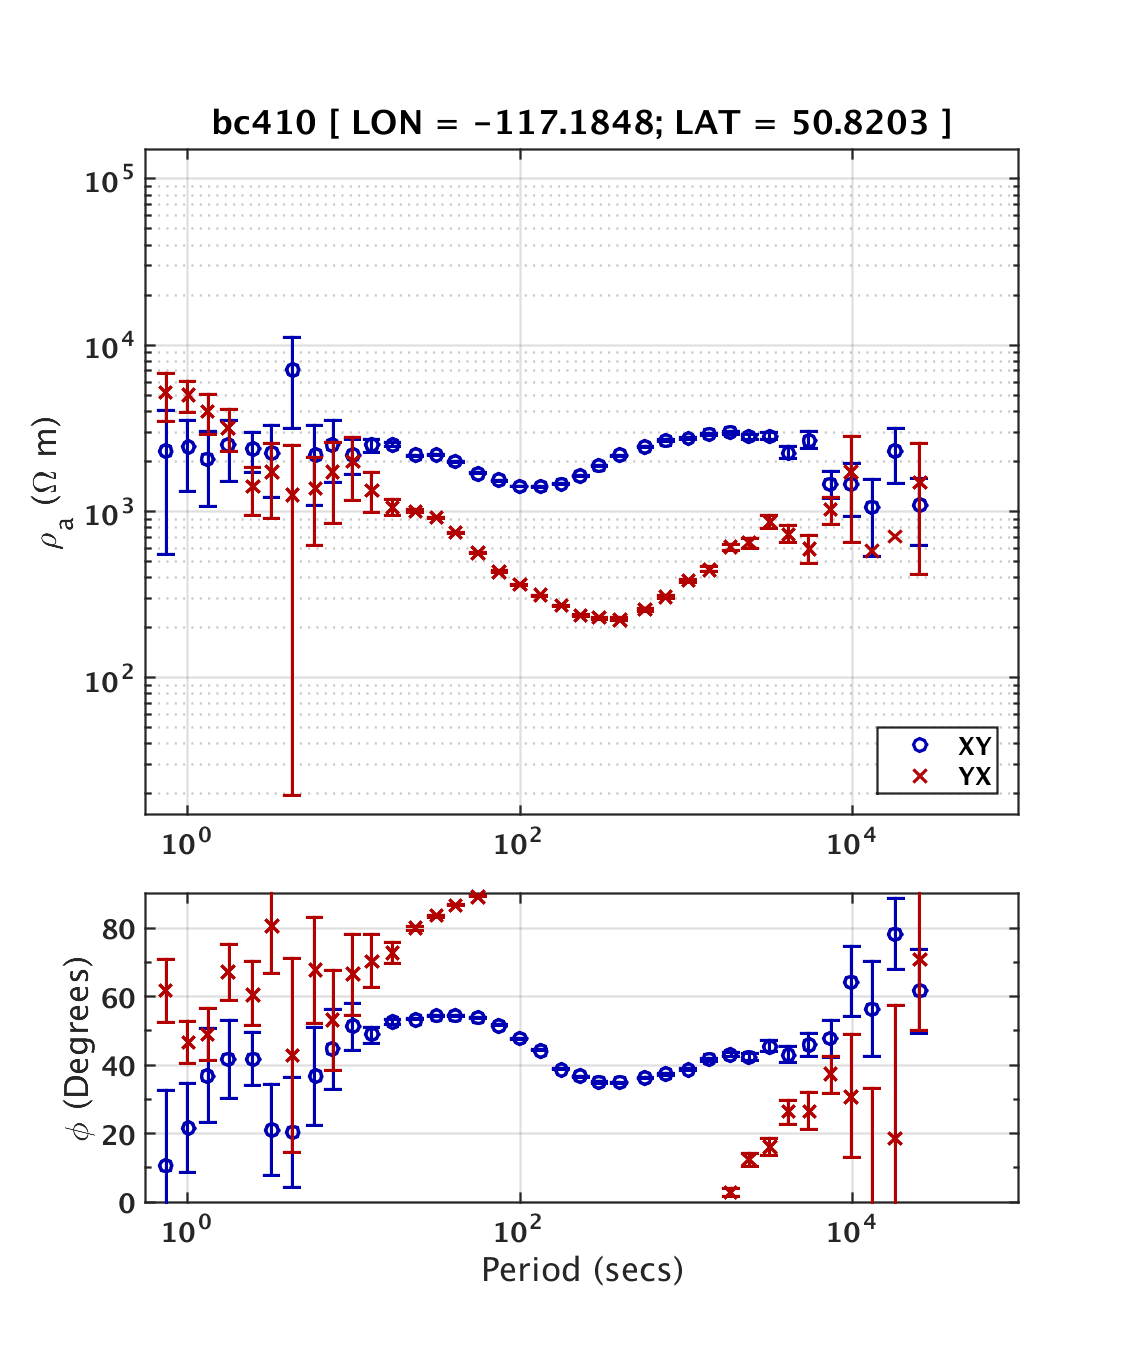 bc410 [ LON = -117.1848; LAT = 50.8203 ]
ρa (Ω m)
10^5
10^4
10^3
10^2
XY
YX
10^0 10^2 10^4
ϕ (Degrees)
80
60
40
20
0
10^0 10^2 10^4
Period (secs)